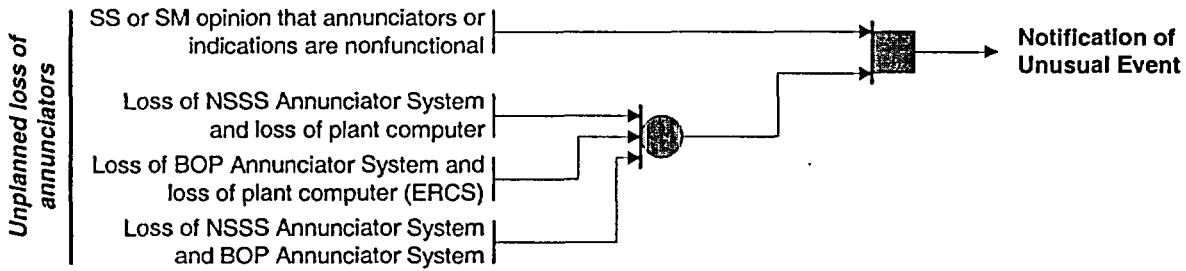 Unplanned loss of
annunciators
SS or SM opinion that annunciators or
indications are nonfunctional
Loss of NSSS Annunciator System
and loss of plant computer
Loss of BOP Annunciator System and
loss of plant computer (ERCS)
Loss of NSSS Annunciator System
and BOP Annunciator System
Notification of
Unusual Event